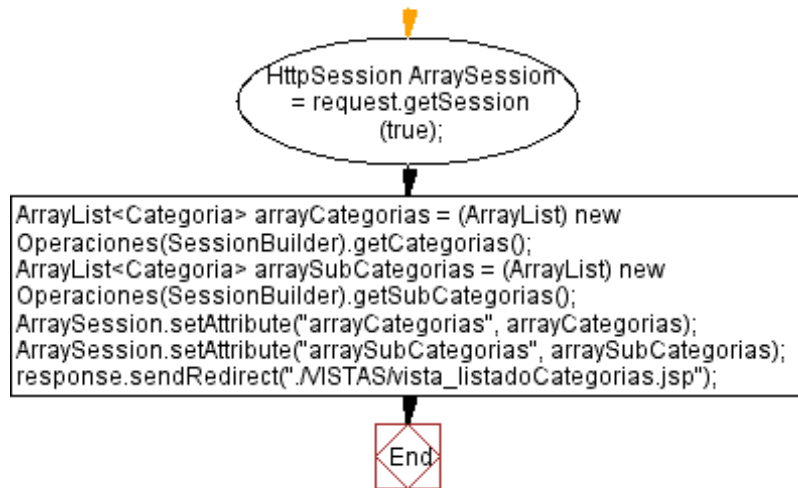 HttpSession ArraySession
= request.getSession
(true);
ArrayList<Categoria> arrayCategorias = (ArrayList) new
Operaciones(SessionBuilder).getCategorias();
ArrayList<Categoria> arraySubCategorias = (ArrayList) new
Operaciones(SessionBuilder).getSubCategorias();
ArraySession.setAttribute("arrayCategorias", arrayCategorias);
ArraySession.setAttribute("arraySubCategorias", arraySubCategorias);
response.sendRedirect("./VISTAS/vista_listadoCategorias.jsp");
End